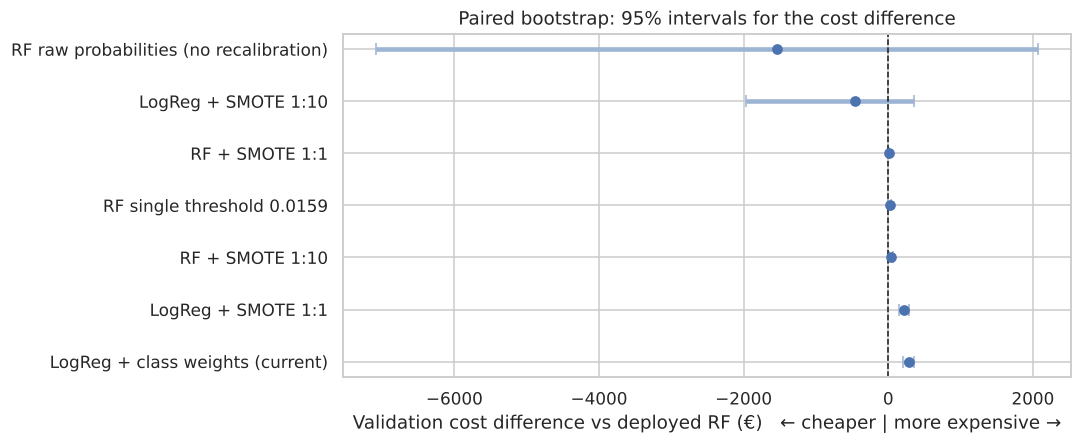 Paired bootstrap: 95% intervals for the cost difference
RF raw probabilities (no recalibration)
LogReg + SMOTE 1:10
RF + SMOTE 1:1
RF single threshold 0.0159
RF + SMOTE 1:10
LogReg + SMOTE 1:1
LogReg + class weights (current)
−6000 −4000 −2000 0 2000
Validation cost difference vs deployed RF (€) ← cheaper | more expensive →